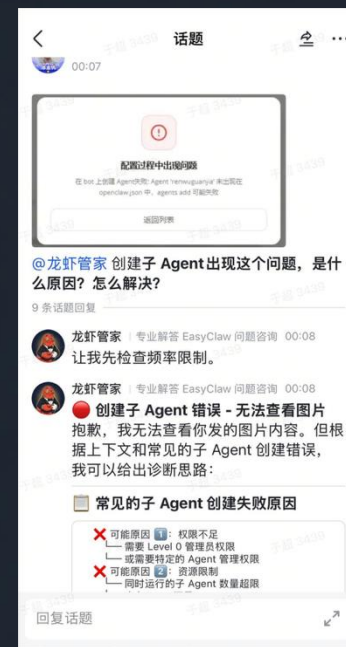 话题
00:07
配置过程中出现问题
在 bot 上创建 Agent失败: Agent 'renwuguanjia' 未出现在
openclaw.json 中，agents add 可能失败
返回列表
@龙虾管家 创建子 Agent出现这个问题，是什
么原因？怎么解决？
9 条话题回复
龙虾管家 专业解答 EasyClaw 问题咨询 00:08
让我先检查频率限制。
龙虾管家 专业解答 EasyClaw 问题咨询 00:08
🔴 创建子 Agent 错误 - 无法查看图片
抱歉，我无法查看你发的图片内容。但根
据上下文和常见的子 Agent 创建错误，
我可以给出诊断思路：
📋 常见的子 Agent 创建失败原因
❌ 可能原因 1️⃣：权限不足
└─ 需要 Level 0 管理员权限
└─ 或需要特定的 Agent 管理权限
❌ 可能原因 2️⃣：资源限制
└─ 同时运行的子 Agent 数量超限
回复话题